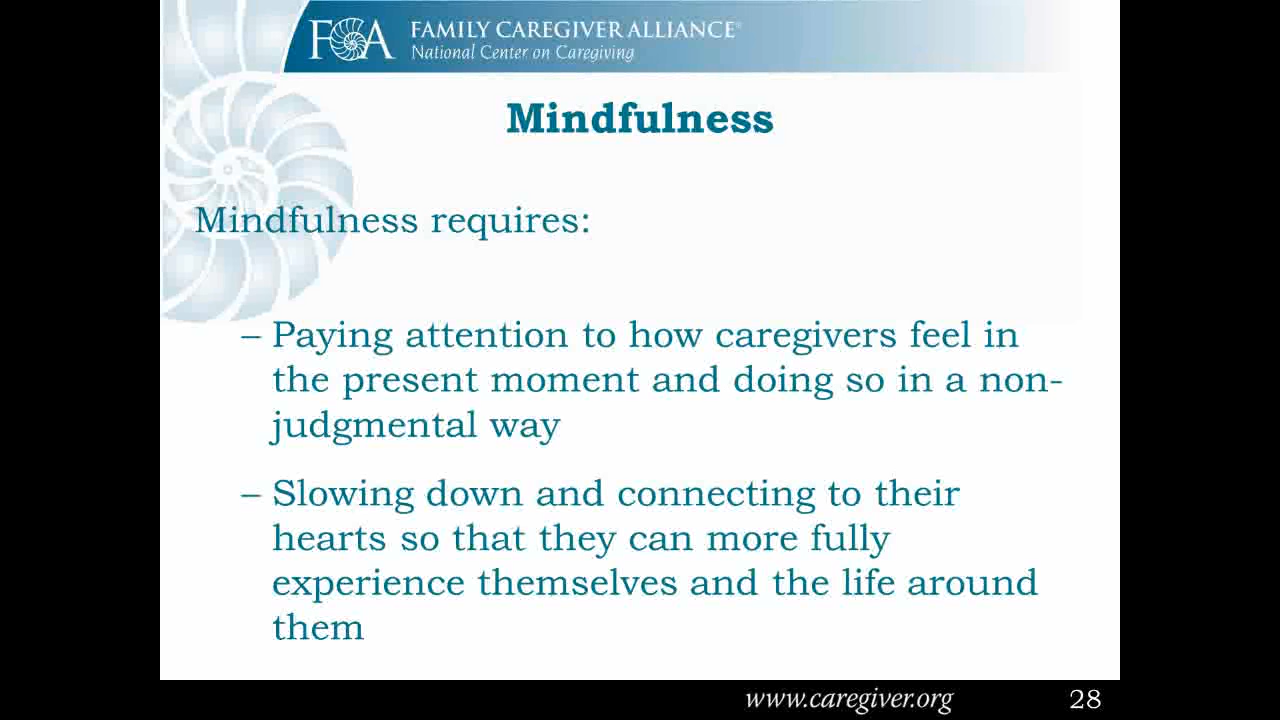 FCA FAMILY CAREGIVER ALLIANCE®
National Center on Caregiving
Mindfulness
Mindfulness requires:
– Paying attention to how caregivers feel in
the present moment and doing so in a non-
judgmental way
– Slowing down and connecting to their
hearts so that they can more fully
experience themselves and the life around
them
www.caregiver.org 28